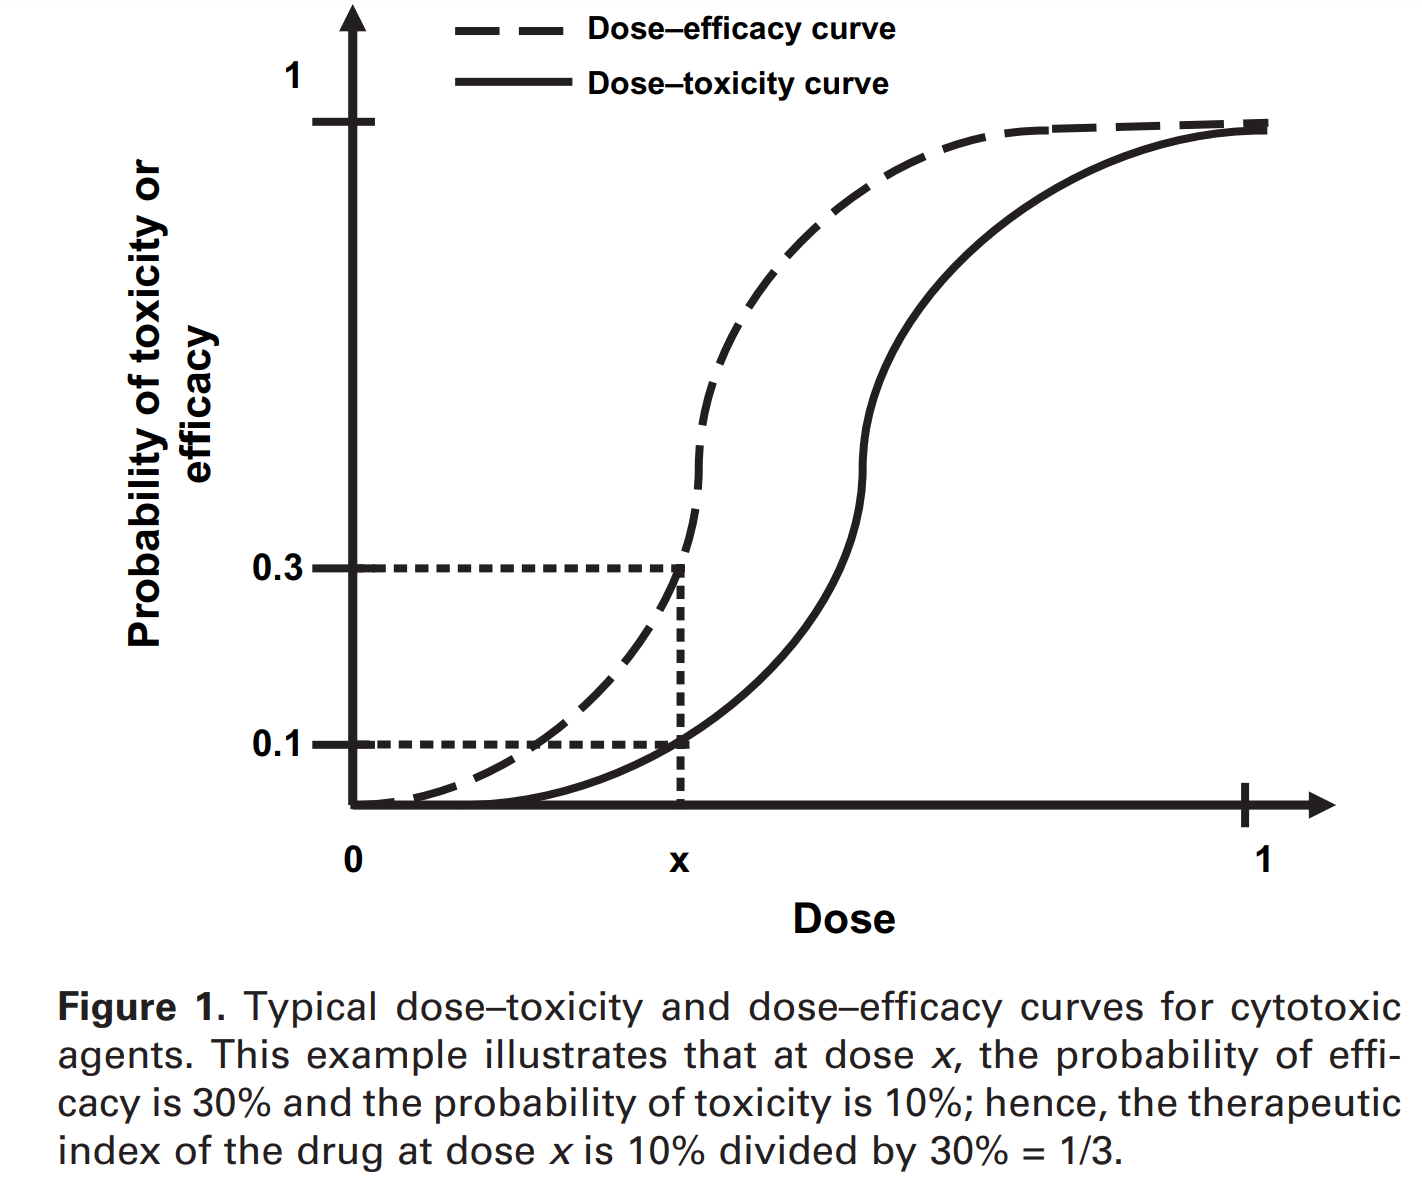 Dose–efficacy curve
Dose–toxicity curve
1
Probability of toxicity or
efficacy
0.3
0.1
0
x
1
Dose
Figure 1. Typical dose–toxicity and dose–efficacy curves for cytotoxic
agents. This example illustrates that at dose x, the probability of effi-
cacy is 30% and the probability of toxicity is 10%; hence, the therapeutic
index of the drug at dose x is 10% divided by 30% = 1/3.